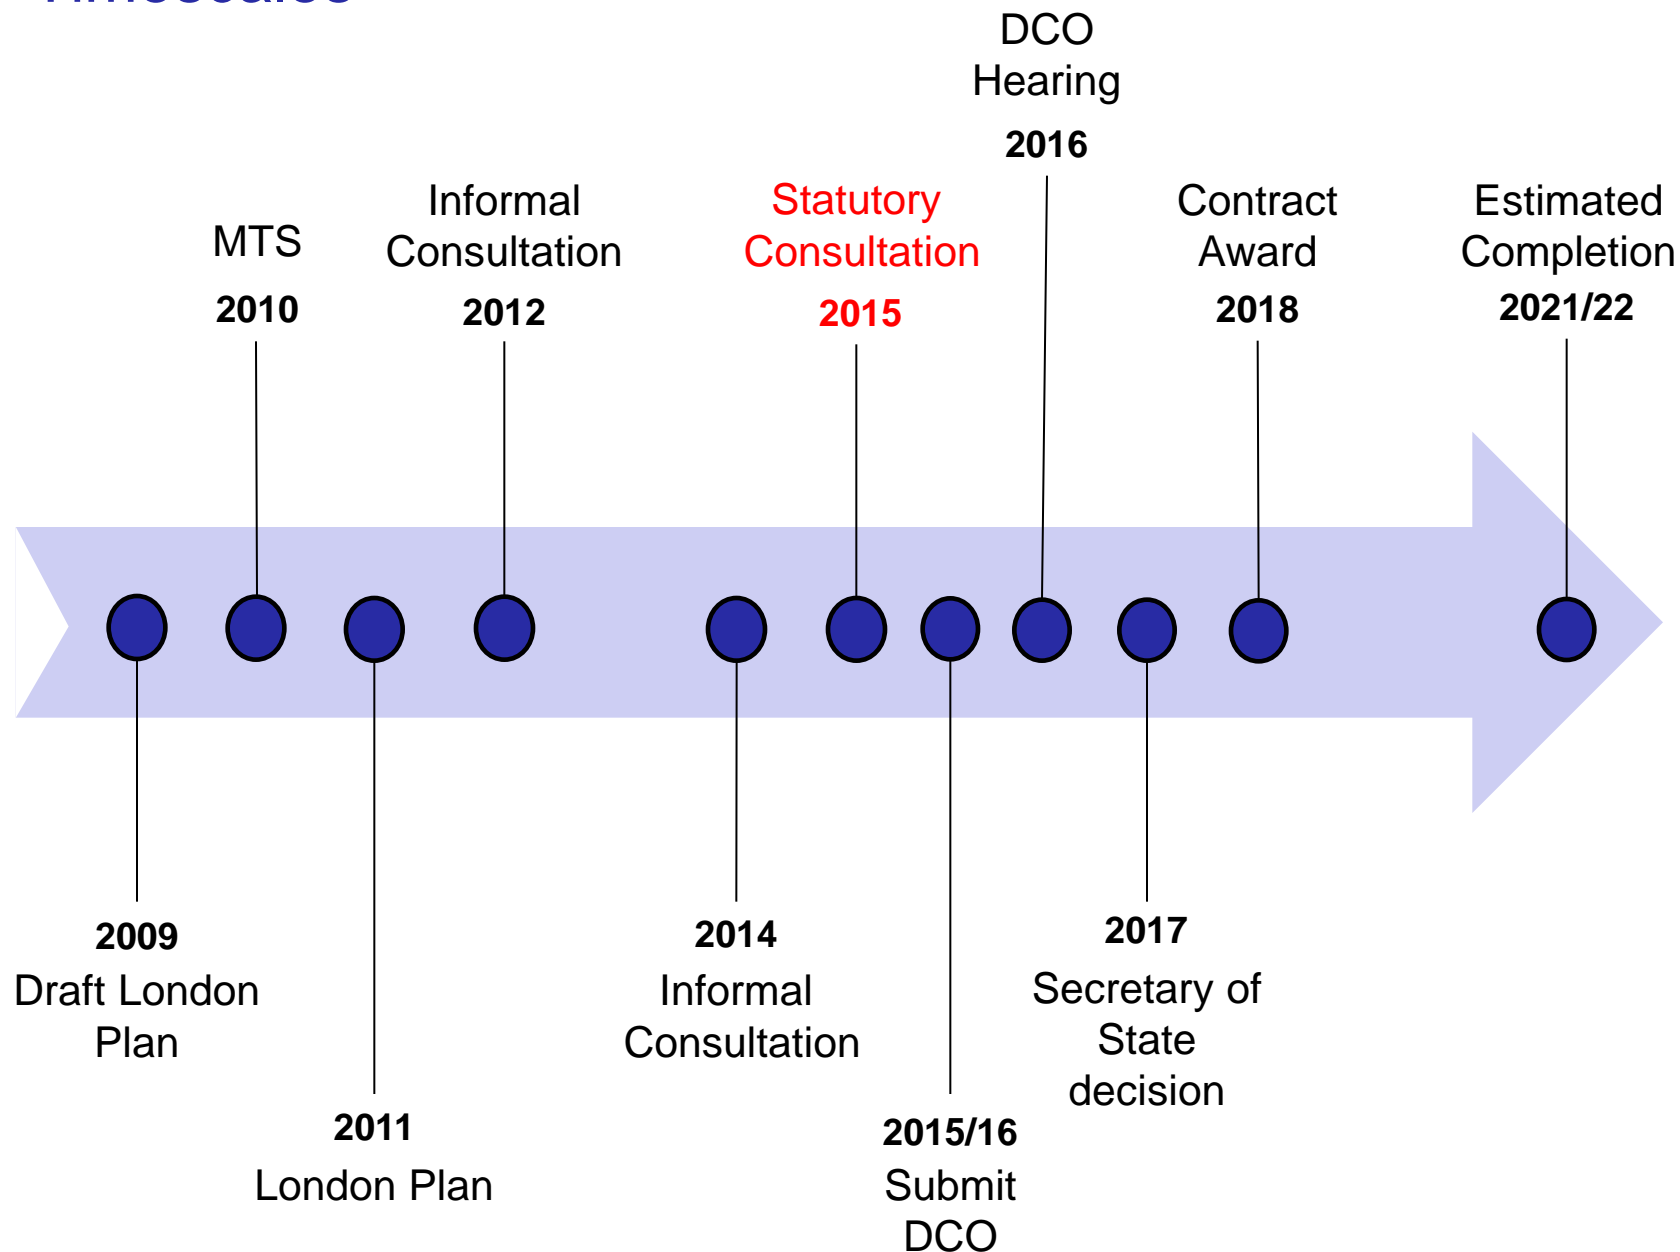 Timescales
DCO
Hearing
2016
MTS
2010
Informal
Consultation
2012
Statutory
Consultation
2015
Contract
Award
2018
Estimated
Completion
2021/22
2009
Draft London
Plan
2011
London Plan
2014
Informal
Consultation
2015/16
Submit
DCO
2017
Secretary of
State
decision